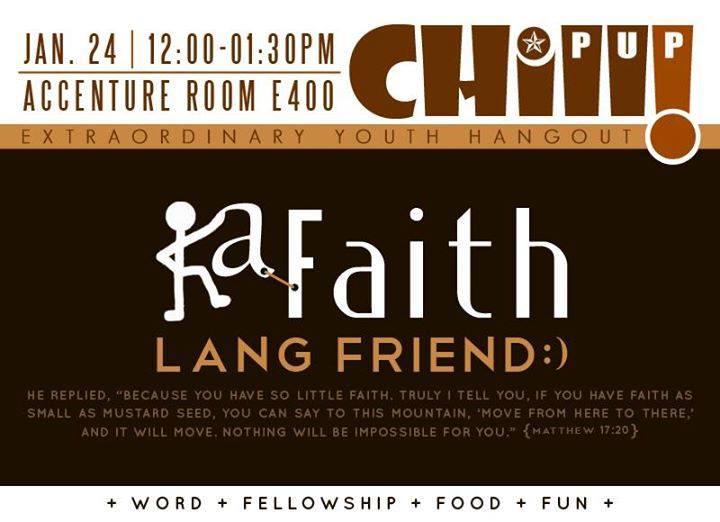 JAN. 24 | 12:00-01:30PM
ACCENTURE ROOM E400
CHillll! PUP
EXTRAORDINARY YOUTH HANGOUT
KaFaith
LANG FRIEND:)
HE REPLIED, “BECAUSE YOU HAVE SO LITTLE FAITH. TRULY I TELL YOU, IF YOU HAVE FAITH AS
SMALL AS MUSTARD SEED, YOU CAN SAY TO THIS MOUNTAIN, ‘MOVE FROM HERE TO THERE,’
AND IT WILL MOVE. NOTHING WILL BE IMPOSSIBLE FOR YOU.” {MATTHEW 17:20}
+ WORD + FELLOWSHIP + FOOD + FUN +